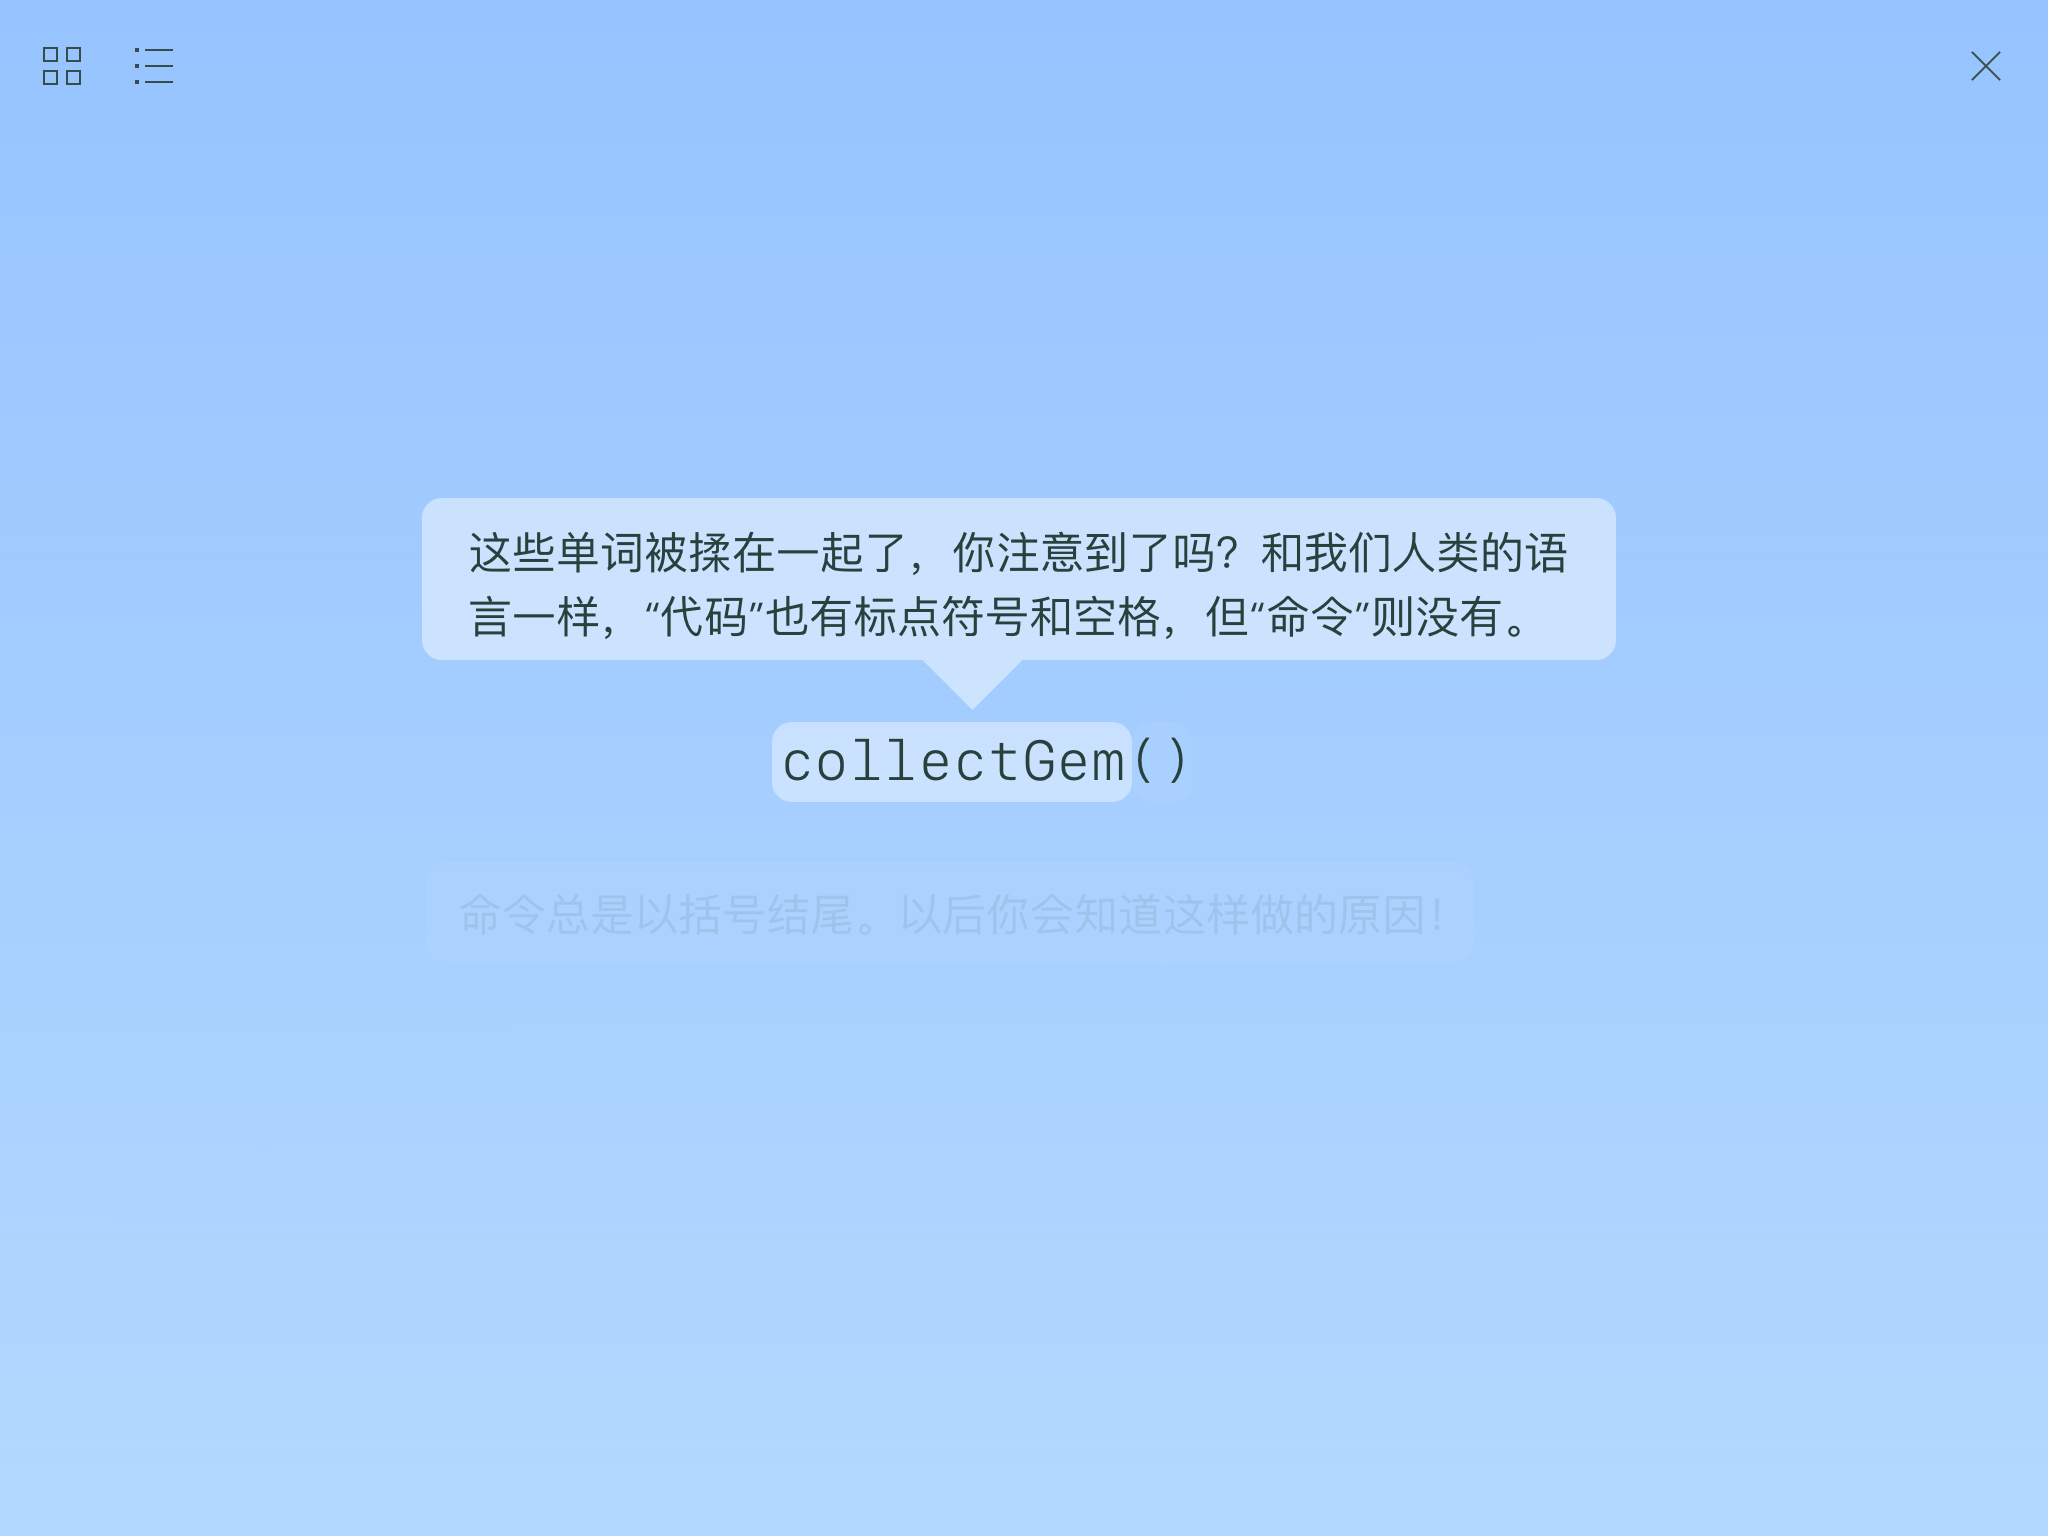 这些单词被揉在一起了，你注意到了吗？和我们人类的语
言一样，“代码”也有标点符号和空格，但“命令”则没有。
collectGem()
命令总是以括号结尾。以后你会知道这样做的原因！